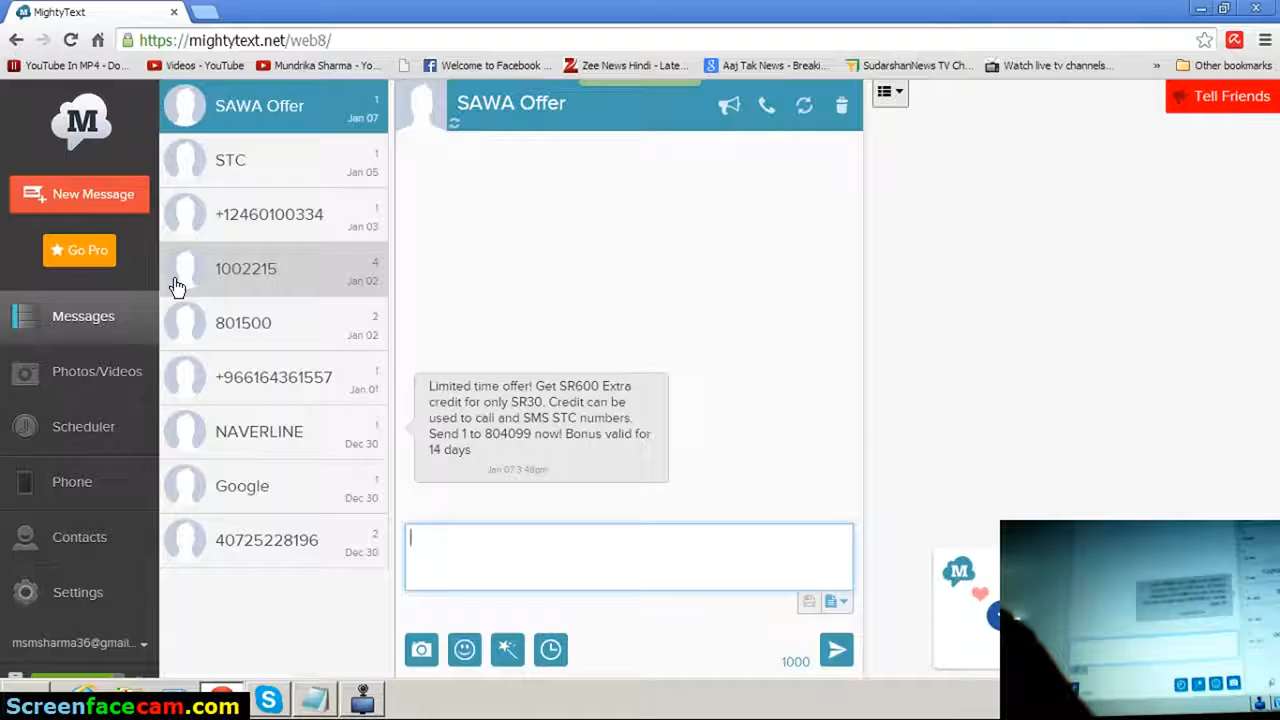 MightyText
https://mightytext.net/web8/
YouTube In MP4 - Do...
Videos - YouTube
Mundrika Sharma - Yo...
Welcome to Facebook ...
Zee News Hindi - Late...
Aaj Tak News - Breaki...
SudarshanNews TV Ch...
Watch live tv channels...
»
Other bookmarks
M
New Message
Go Pro
Messages
Photos/Videos
Scheduler
Phone
Contacts
Settings
msmsharma36@gmail...
SAWA Offer
1
Jan 07
STC
1
Jan 05
+12460100334
1
Jan 03
1002215
4
Jan 02
801500
2
Jan 02
+966164361557
1
Jan 01
NAVERLINE
1
Dec 30
Google
1
Dec 30
40725228196
2
Dec 30
SAWA Offer
Limited time offer! Get SR600 Extra
credit for only SR30. Credit can be
used to call and SMS STC numbers.
Send 1 to 804099 now! Bonus valid for
14 days
Jan 07 3:48pm
1000
Tell Friends
M
Screenfacecam.com